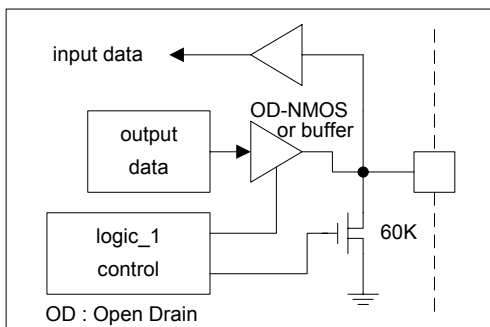 input data
OD-NMOS
or buffer
output
data
logic_1
control
60K
OD : Open Drain